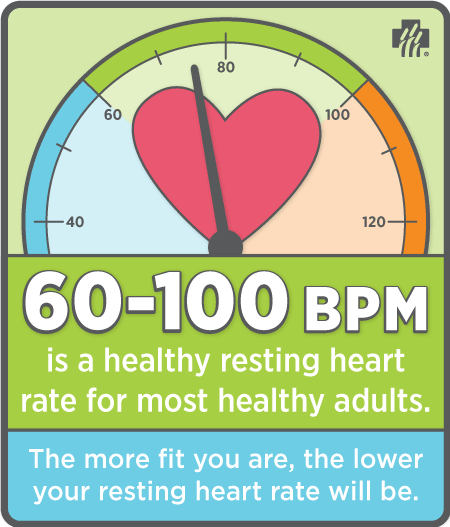 80
60
100
40
120
60-100 BPM
is a healthy resting heart
rate for most healthy adults.
The more fit you are, the lower
your resting heart rate will be.
®